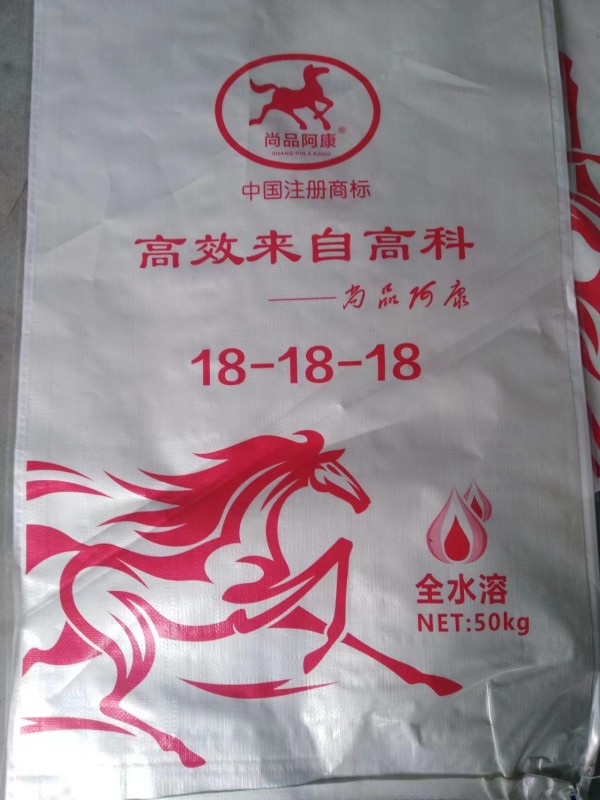 尚品阿康®
SHANG PIN A KANG
中国注册商标
高效来自高科
——尚品阿康
18-18-18
全水溶
NET:50kg